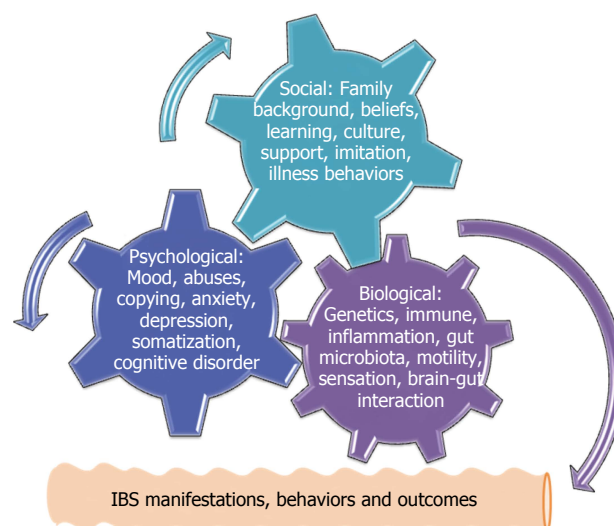 Social: Family
background, beliefs,
learning, culture,
support, imitation,
illness behaviors
Psychological:
Mood, abuses,
copying, anxiety,
depression,
somatization,
cognitive disorder
Biological:
Genetics, immune,
inflammation, gut
microbiota, motility,
sensation, brain-gut
interaction
IBS manifestations, behaviors and outcomes